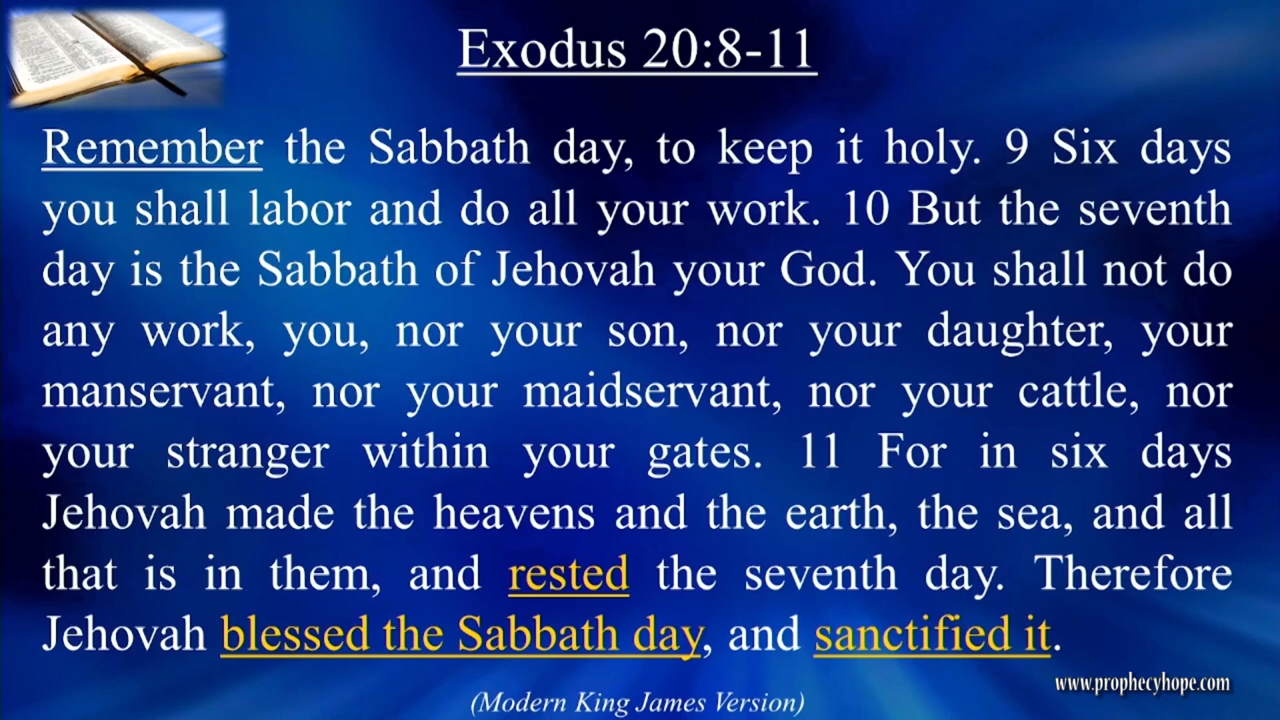 Exodus 20:8-11
Remember the Sabbath day, to keep it holy. 9 Six days
you shall labor and do all your work. 10 But the seventh
day is the Sabbath of Jehovah your God. You shall not do
any work, you, nor your son, nor your daughter, your
manservant, nor your maidservant, nor your cattle, nor
your stranger within your gates. 11 For in six days
Jehovah made the heavens and the earth, the sea, and all
that is in them, and rested the seventh day. Therefore
Jehovah blessed the Sabbath day, and sanctified it.
www.prophecyhope.com
(Modern King James Version)